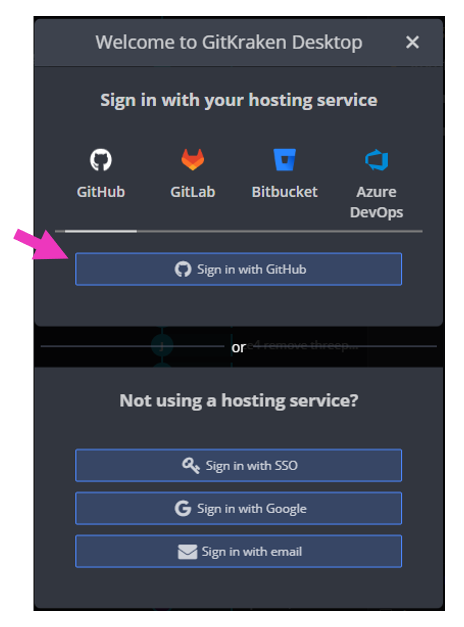 Welcome to GitKraken Desktop
Sign in with your hosting service
GitHub
GitLab
Bitbucket
Azure
DevOps
Sign in with GitHub
or
remove threep...
Not using a hosting service?
Sign in with SSO
Sign in with Google
Sign in with email